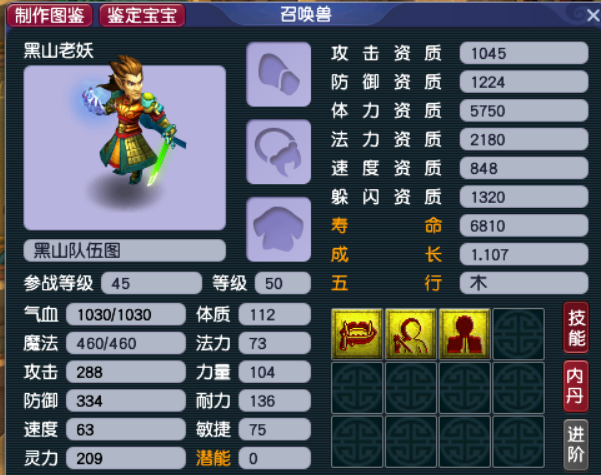 制作图鉴 鉴定宝宝 召唤兽
黑山老妖
攻击资质 1045
防御资质 1224
体力资质 5750
法力资质 2180
速度资质 848
躲闪资质 1320
寿命 6810
成长 1.107
五行 木
黑山队伍图
参战等级 45 等级 50
气血 1030/1030 体质 112
魔法 460/460 法力 73
攻击 288 力量 104
防御 334 耐力 136
速度 63 敏捷 75
灵力 209 潜能 0
技能
内丹
进阶